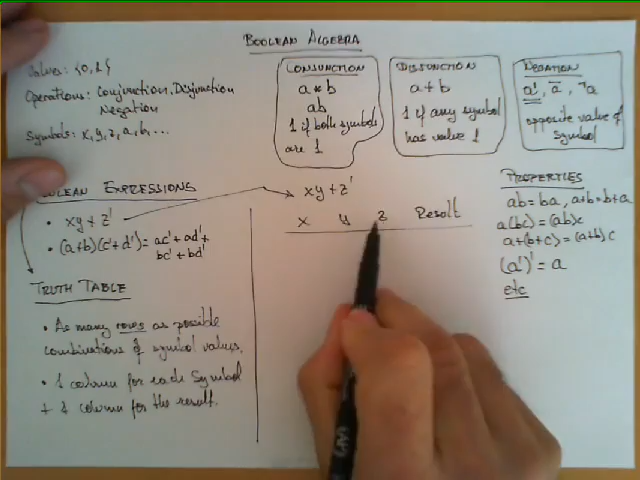 BOOLEAN ALGEBRA
Values: {0,1}
Operations: Conjunction, Disjunction
Negation
Symbols: x, y, z, a, b, ...
CONJUNCTION
a * b
ab
1 if both symbols
are 1
DISJUNCTION
a + b
1 if any symbol
has value 1
NEGATION
a', a̅, ¬a
opposite value of
symbol
BOOLEAN EXPRESSIONS
• xy + z'
• (a+b)(c'+d') = ac' + ad' +
bc' + bd'
TRUTH TABLE
• As many rows as possible
combinations of symbol values.
• 1 column for each Symbol
+ 1 column for the result.
xy + z'
x y z Result
PROPERTIES
ab = ba, a+b = b+a
a(bc) = (ab)c
a+(b+c) = (a+b) c
(a')' = a
etc